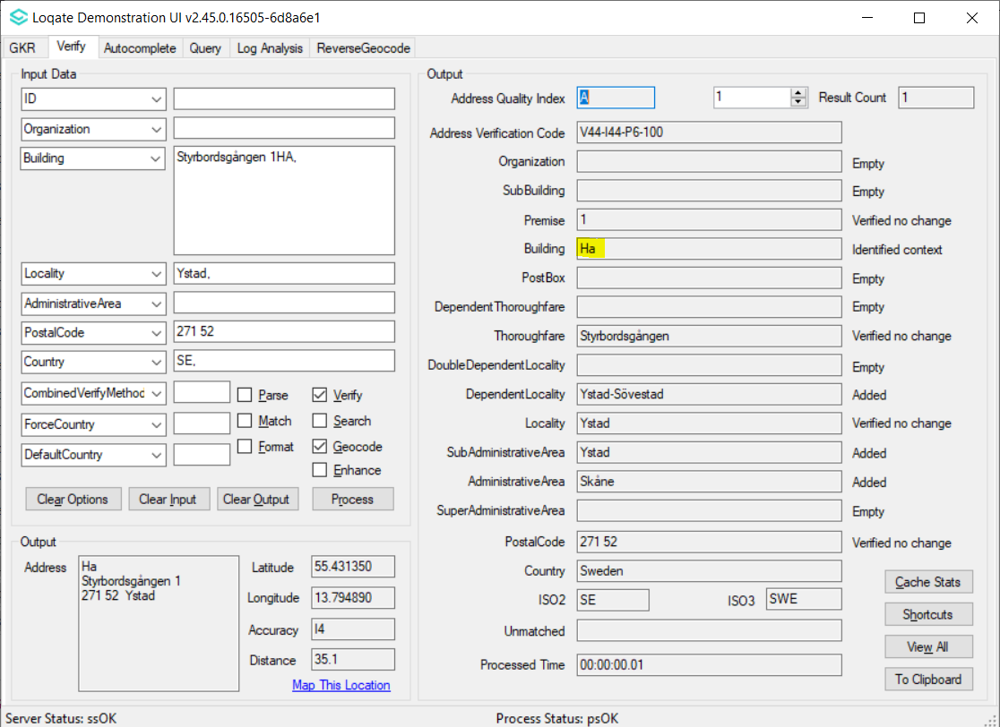 Loqate Demonstration UI v2.45.0.16505-6d8a6e1
GKR Verify Autocomplete Query Log Analysis ReverseGeocode
Input Data
ID
Organization
Building Styrbordsgången 1HA,
Locality Ystad,
AdministrativeArea
PostalCode 271 52
Country SE,
CombinedVerifyMethod Parse Verify
ForceCountry Match Search
DefaultCountry Format Geocode
Enhance
Clear Options Clear Input Clear Output Process
Output
Address Ha
Styrbordsgången 1
271 52 Ystad
Latitude 55.431350
Longitude 13.794890
Accuracy I4
Distance 35.1
Map This Location
Output
Address Quality Index A 1 Result Count 1
Address Verification Code V44-I44-P6-100
Organization Empty
SubBuilding Empty
Premise 1 Verified no change
Building Ha Identified context
PostBox Empty
DependentThoroughfare Empty
Thoroughfare Styrbordsgången Verified no change
DoubleDependentLocality Empty
DependentLocality Ystad-Sövestad Added
Locality Ystad Verified no change
SubAdministrativeArea Ystad Added
AdministrativeArea Skåne Added
SuperAdministrativeArea Empty
PostalCode 271 52 Verified no change
Country Sweden
ISO2 SE ISO3 SWE
Unmatched
Processed Time 00:00:00.01
Cache Stats
Shortcuts
View All
To Clipboard
Server Status: ssOK Process Status: psOK